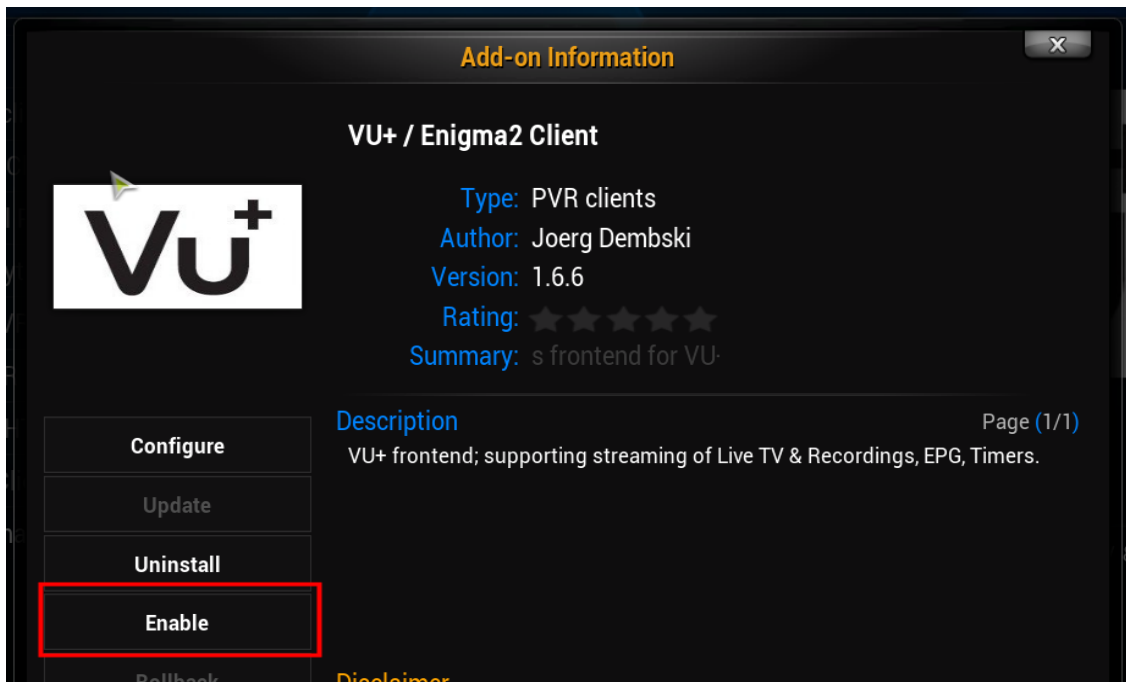 Add-on Information
x
VU+ / Enigma2 Client
Vu+
Type: PVR clients
Author: Joerg Dembski
Version: 1.6.6
Rating:
Summary: s frontend for VU
Description
Page (1/1)
VU+ frontend; supporting streaming of Live TV & Recordings, EPG, Timers.
Configure
Update
Uninstall
Enable
Rollback
Disclaimer